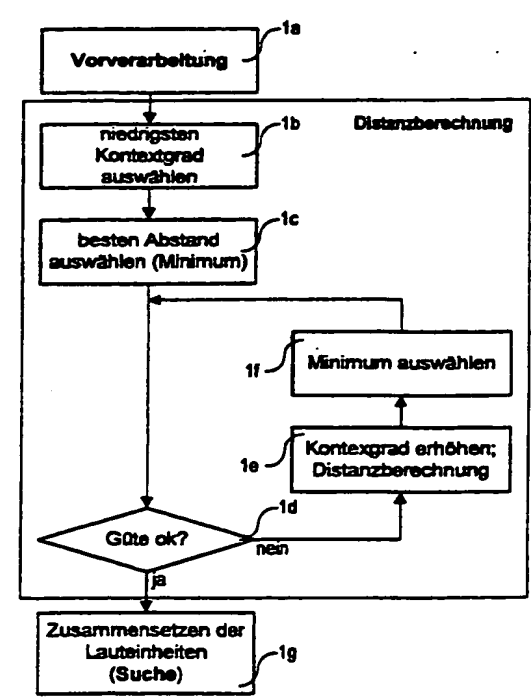 1a
Vorverarbeitung
Distanzberechnung
1b
niedrigsten
Kontextgrad
auswählen
1c
besten Abstand
auswählen (Minimum)
1f
Minimum auswählen
1e
Kontexgrad erhöhen;
Distanzberechnung
1d
Güte ok?
nein
ja
Zusammensetzen der
Lauteinheiten
(Suche)
1g